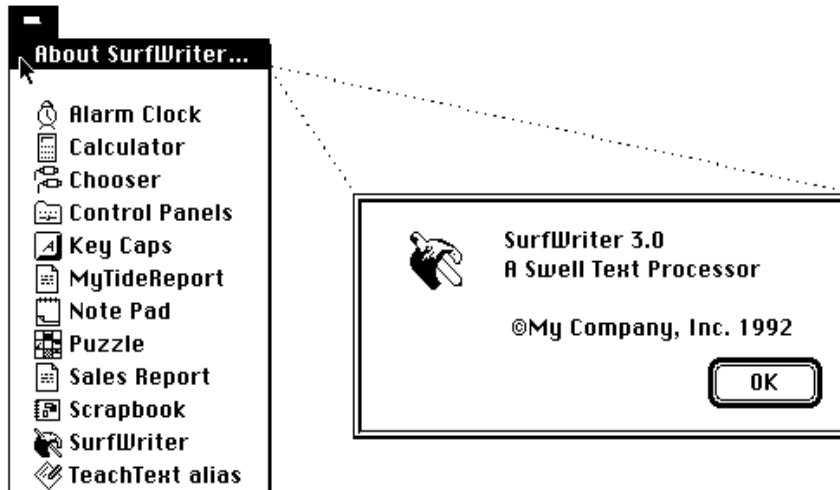 About SurfWriter...
Alarm Clock
Calculator
Chooser
Control Panels
Key Caps
MyTideReport
Note Pad
Puzzle
Sales Report
Scrapbook
SurfWriter
TeachText alias
SurfWriter 3.0
A Swell Text Processor
©My Company, Inc. 1992
OK